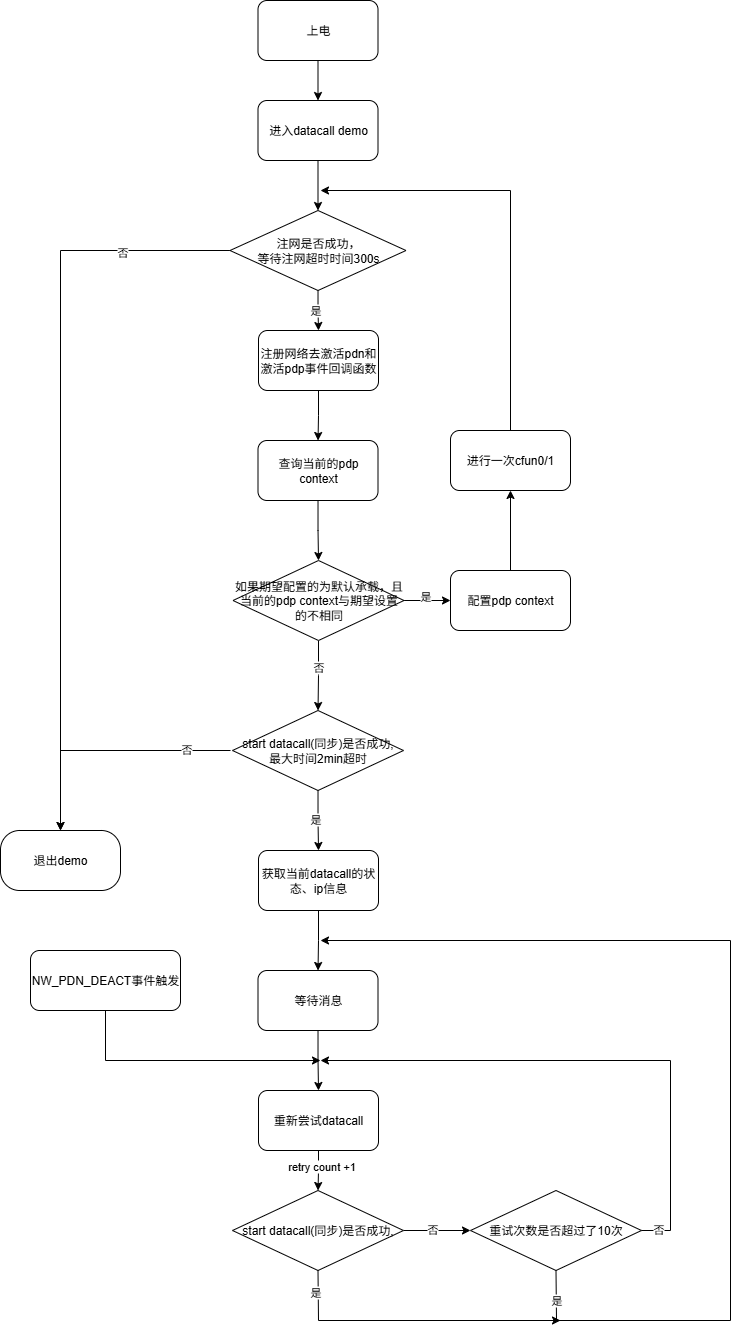 上电
进入datacall demo
注网是否成功，
等待注网超时时间300s
否
是
注册网络去激活pdn和
激活pdp事件回调函数
查询当前的pdp
context
进行一次cfun0/1
如果期望配置的为默认承载，且
当前的pdp context与期望设置
的不相同
是
配置pdp context
否
start datacall(同步)是否成功,
最大时间2min超时
否
是
退出demo
获取当前datacall的状
态、ip信息
NW_PDN_DEACT事件触发
等待消息
重新尝试datacall
retry count +1
start datacall(同步)是否成功,
否
重试次数是否超过了10次
否
是
是